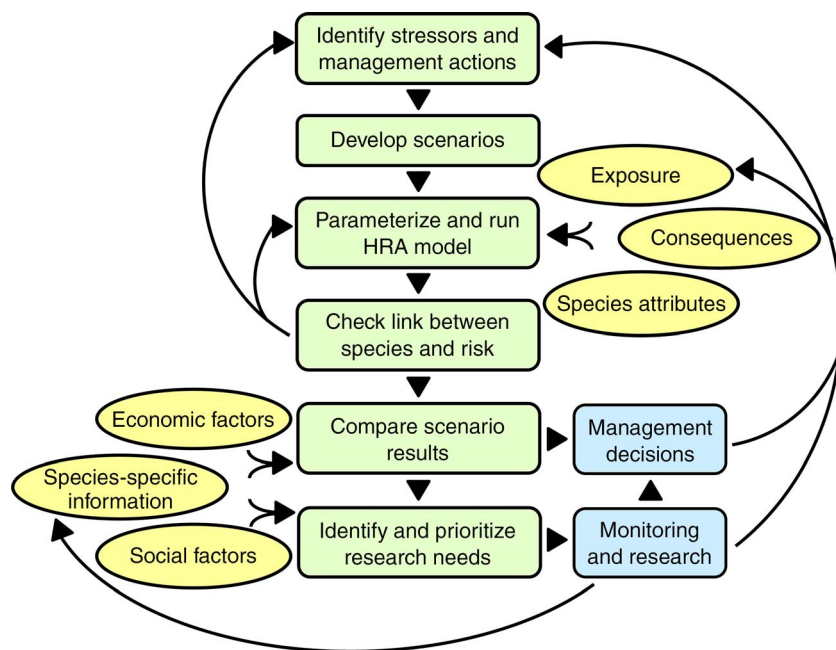 Identify stressors and
management actions
Develop scenarios
Exposure
Parameterize and run
HRA model
Consequences
Species attributes
Check link between
species and risk
Economic factors
Compare scenario
results
Management
decisions
Species-specific
information
Identify and prioritize
research needs
Monitoring
and research
Social factors